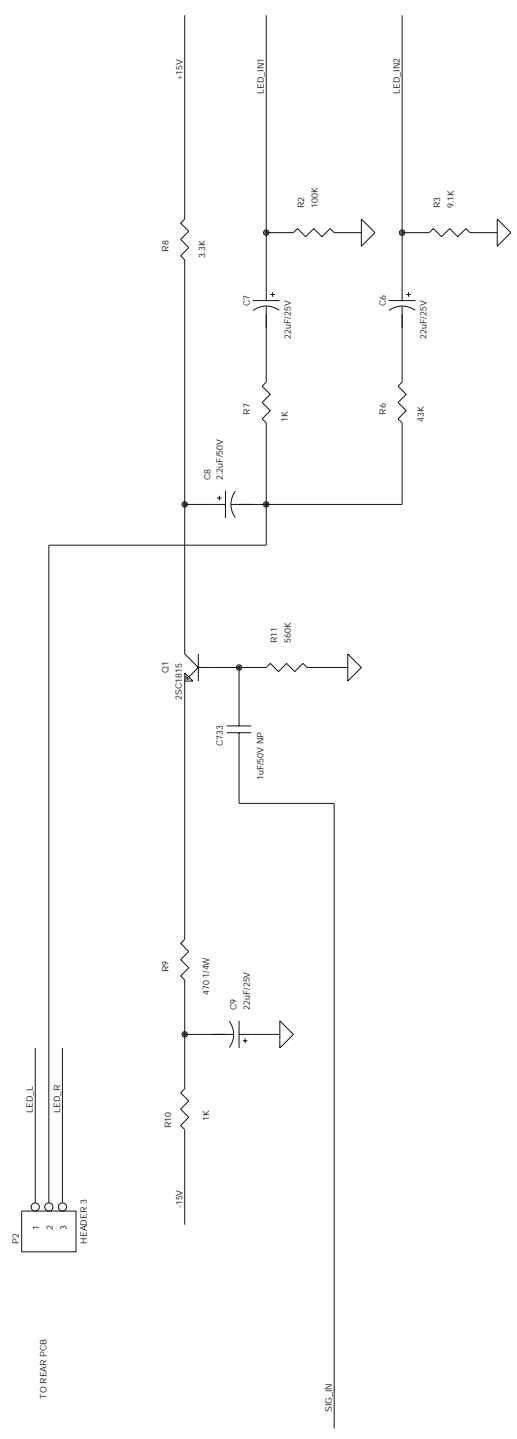 +15V
LED_IN1
LED_IN2
R2
100K
R3
9.1K
R8
3.3K
C7
22uF/25V
C6
22uF/25V
R7
1K
R6
43K
C8
2.2uF/50V
R11
560K
Q1
2SC1815
C733
1uF/50V NP
R9
470 1/4W
C9
22uF/25V
LED_L
LED_R
R10
1K
-15V
P2
1
2
3
HEADER 3
TO REAR PCB
SIG_IN